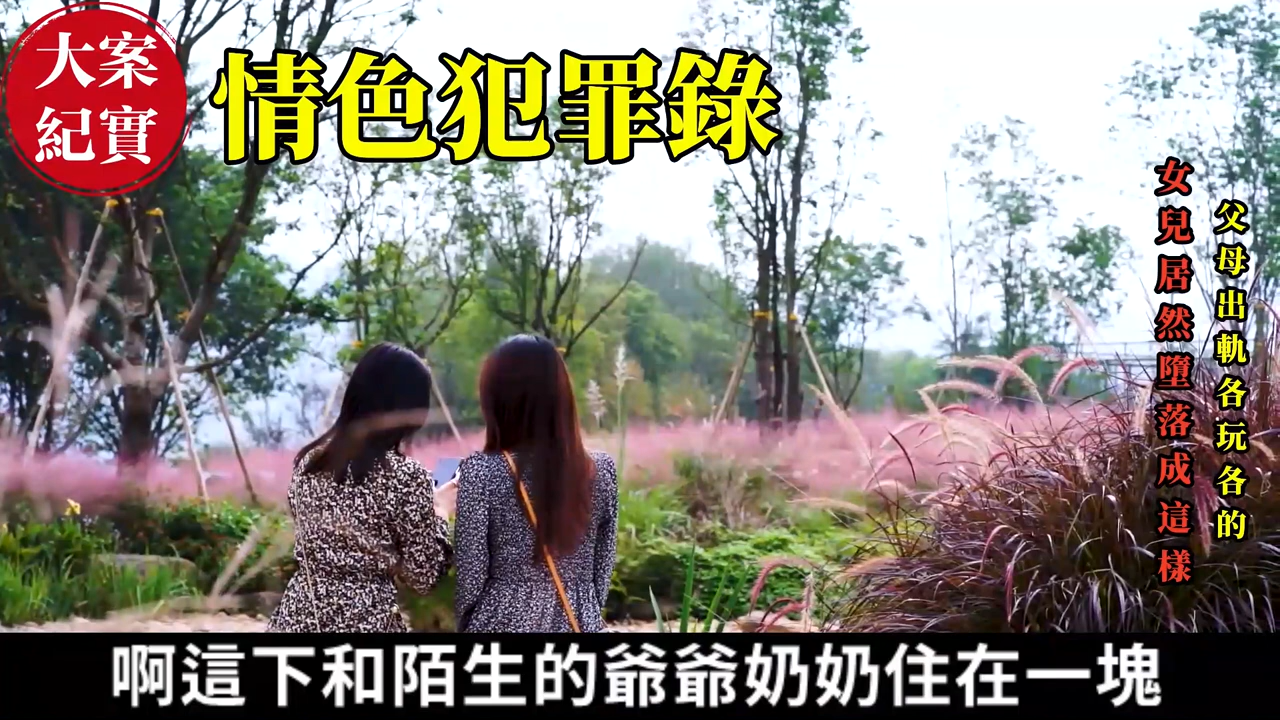 大案
紀實
情色犯罪錄
父母出軌各玩各的
女兒居然墮落成這樣
啊這下和陌生的爺爺奶奶住在一塊